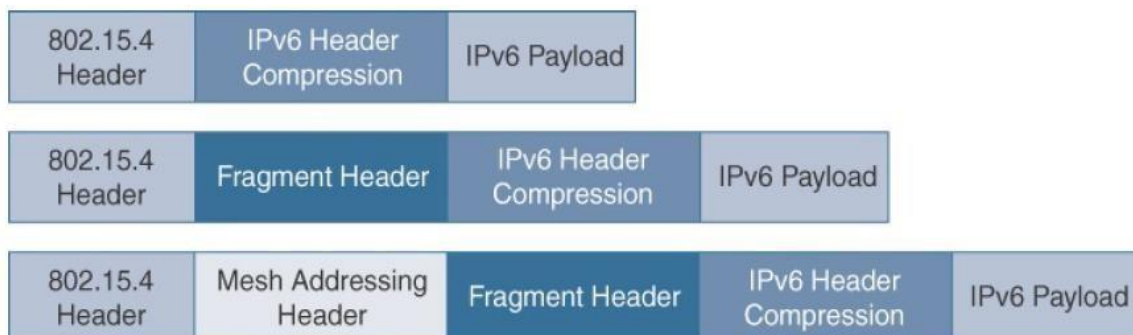 802.15.4
Header
IPv6 Header
Compression
IPv6 Payload
802.15.4
Header
Fragment Header
IPv6 Header
Compression
IPv6 Payload
802.15.4
Header
Mesh Addressing
Header
Fragment Header
IPv6 Header
Compression
IPv6 Payload